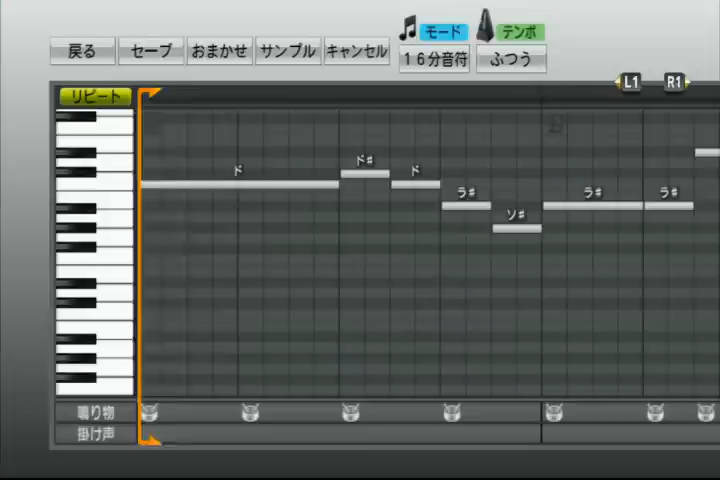 モード テンポ
戻る セーブ おまかせ サンプル キャンセル 16分音符 ふつう
L1 R1
リピート
ド♯
ド ド
ラ♯ ラ♯ ラ♯
ソ♯
鳴り物
掛け声